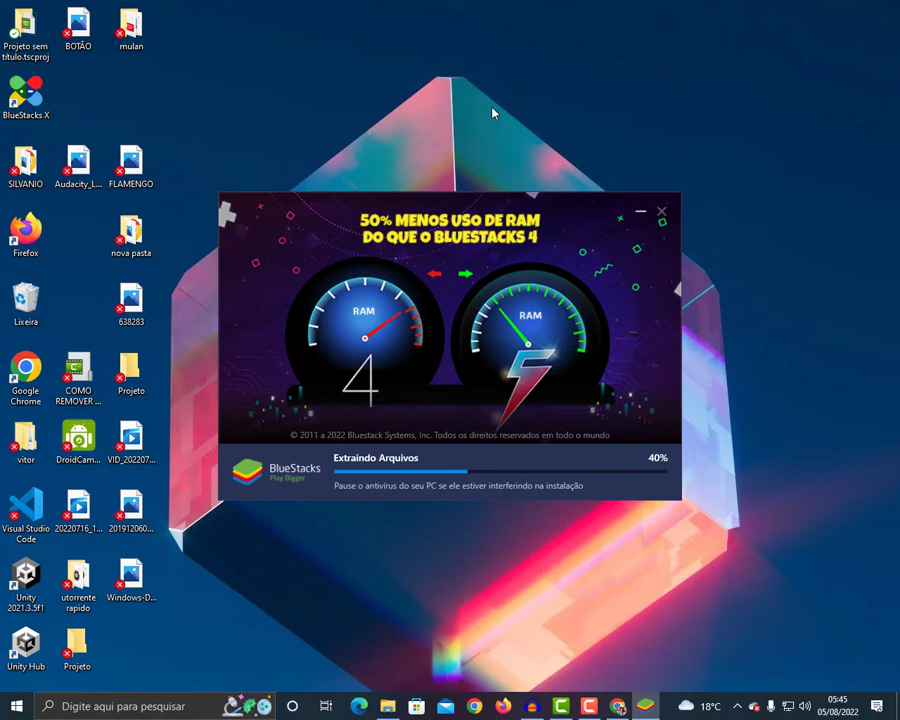 Projeto sem
título.tscproj
BOTÃO
mulan
BlueStacks X
SILVANIO
Audacity_L...
FLAMENGO
Firefox
nova pasta
Lixeira
638283
Google
Chrome
COMO
REMOVER ...
Projeto
vitor
DroidCam...
VID_202207...
Visual Studio
Code
20220716_1...
201912060...
Unity
2021.3.5f1
utorrente
rapido
Windows-D...
Unity Hub
Projeto
50% MENOS USO DE RAM
DO QUE O BLUESTACKS 4
RAM
RAM
4
5
© 2011 a 2022 Bluestack Systems, Inc. Todos os direitos reservados em todo o mundo
BlueStacks
Play Bigger
Extraindo Arquivos
40%
Pause o antivírus do seu PC se ele estiver interferindo na instalação
Digite aqui para pesquisar
18°C
05:45
05/08/2022